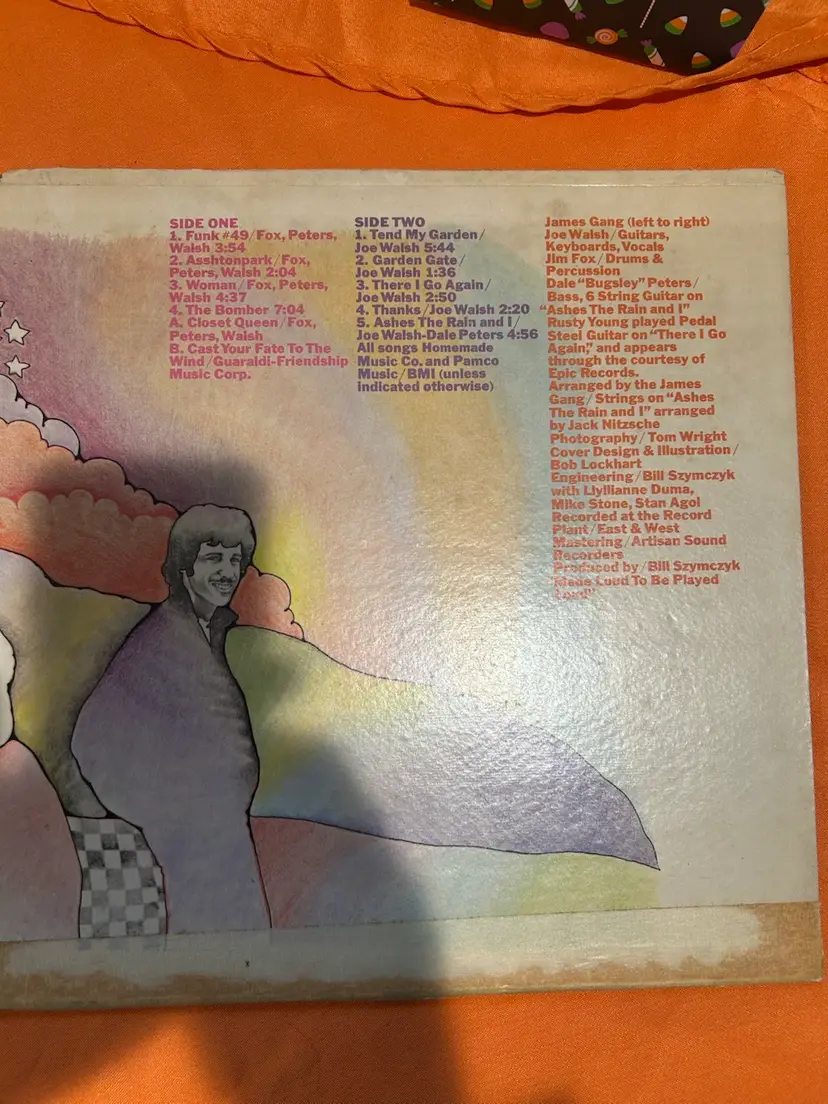 SIDE ONE
1. Funk #49/Fox, Peters,
Walsh 3:54
2. Asshtonpark/Fox,
Peters, Walsh 2:04
3. Woman/Fox, Peters,
Walsh 4:37
4. The Bomber 7:04
A. Closet Queen/Fox,
Peters, Walsh
B. Cast Your Fate To The
Wind/Guaraldi-Friendship
Music Corp.
SIDE TWO
1. Tend My Garden/
Joe Walsh 5:44
2. Garden Gate/
Joe Walsh 1:36
3. There I Go Again/
Joe Walsh 2:50
4. Thanks/Joe Walsh 2:20
5. Ashes The Rain and I/
Joe Walsh-Dale Peters 4:56
All songs Homemade
Music Co. and Pamco
Music/BMI (unless
indicated otherwise)
James Gang (left to right)
Joe Walsh/Guitars,
Keyboards, Vocals
Jim Fox/Drums &
Percussion
Dale "Bugsley" Peters/
Bass, 6 String Guitar on
"Ashes The Rain and I"
Rusty Young played Pedal
Steel Guitar on "There I Go
Again," and appears
through the courtesy of
Epic Records.
Arranged by the James
Gang/Strings on "Ashes
The Rain and I" arranged
by Jack Nitzsche
Photography/Tom Wright
Cover Design & Illustration/
Bob Lockhart
Engineering/Bill Szymczyk
with Llyllianne Duma,
Mike Stone, Stan Agol
Recorded at the Record
Plant/East & West
Mastering/Artisan Sound
Recorders
Produced by/Bill Szymczyk
"Made Loud To Be Played
Loud"